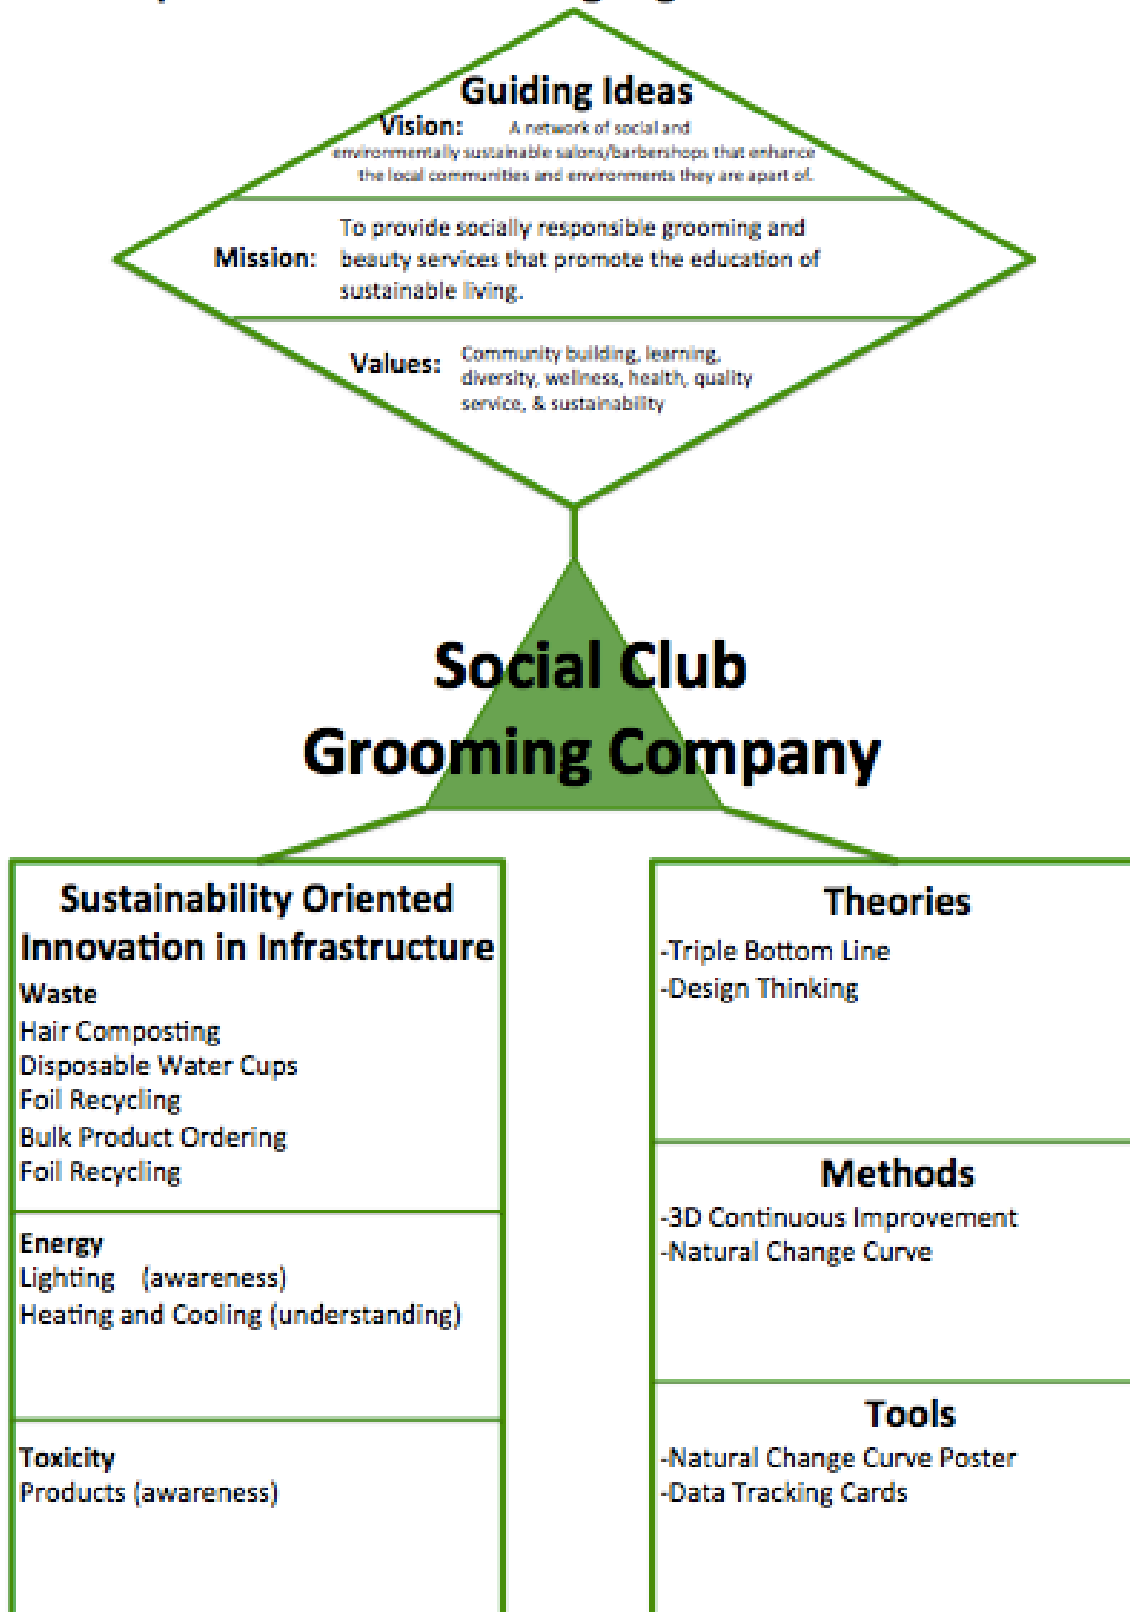 Guiding Ideas
Vision: A network of social and
environmentally sustainable salons/barbershops that enhance
the local communities and environments they are apart of.
Mission: To provide socially responsible grooming and
beauty services that promote the education of
sustainable living.
Values: Community building, learning,
diversity, wellness, health, quality
service, & sustainability
Social Club
Grooming Company
Sustainability Oriented
Innovation in Infrastructure
Waste
Hair Composting
Disposable Water Cups
Foil Recycling
Bulk Product Ordering
Foil Recycling
Energy
Lighting (awareness)
Heating and Cooling (understanding)
Toxicity
Products (awareness)
Theories
-Triple Bottom Line
-Design Thinking
Methods
-3D Continuous Improvement
-Natural Change Curve
Tools
-Natural Change Curve Poster
-Data Tracking Cards